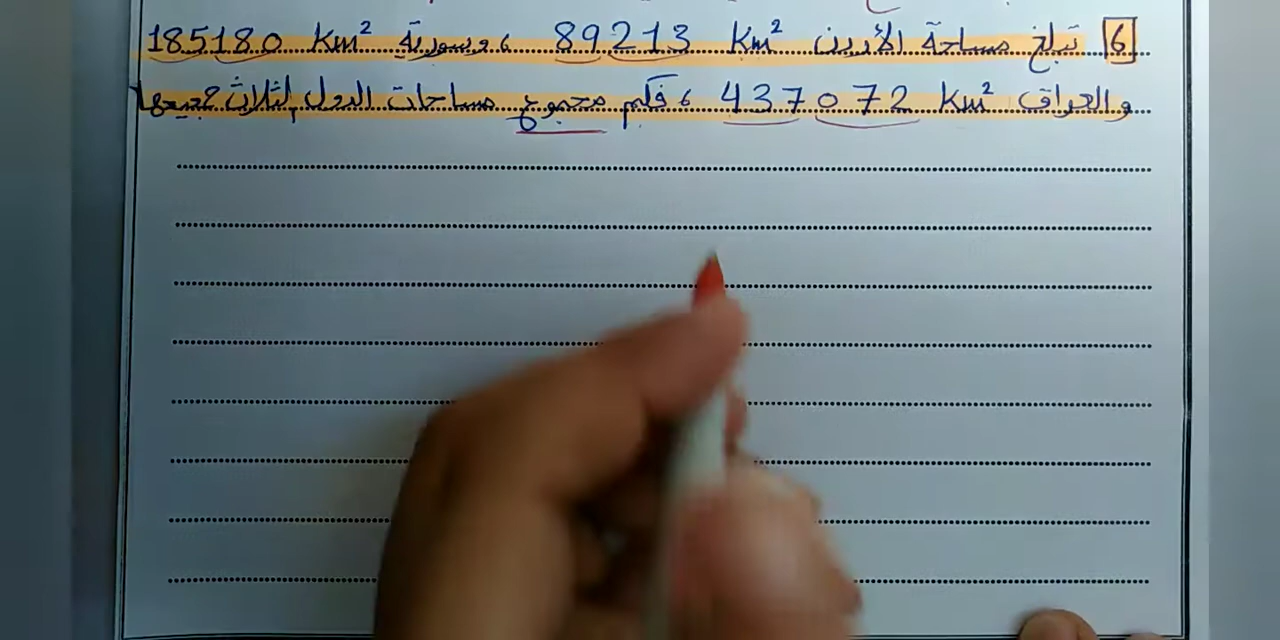 6 تبلغ مساحة الأردن 89213 km² ، وسورية 185180 km²
والعراق 437072 km² ، فكم مجموع مساحات الدول الثلاث جميعها